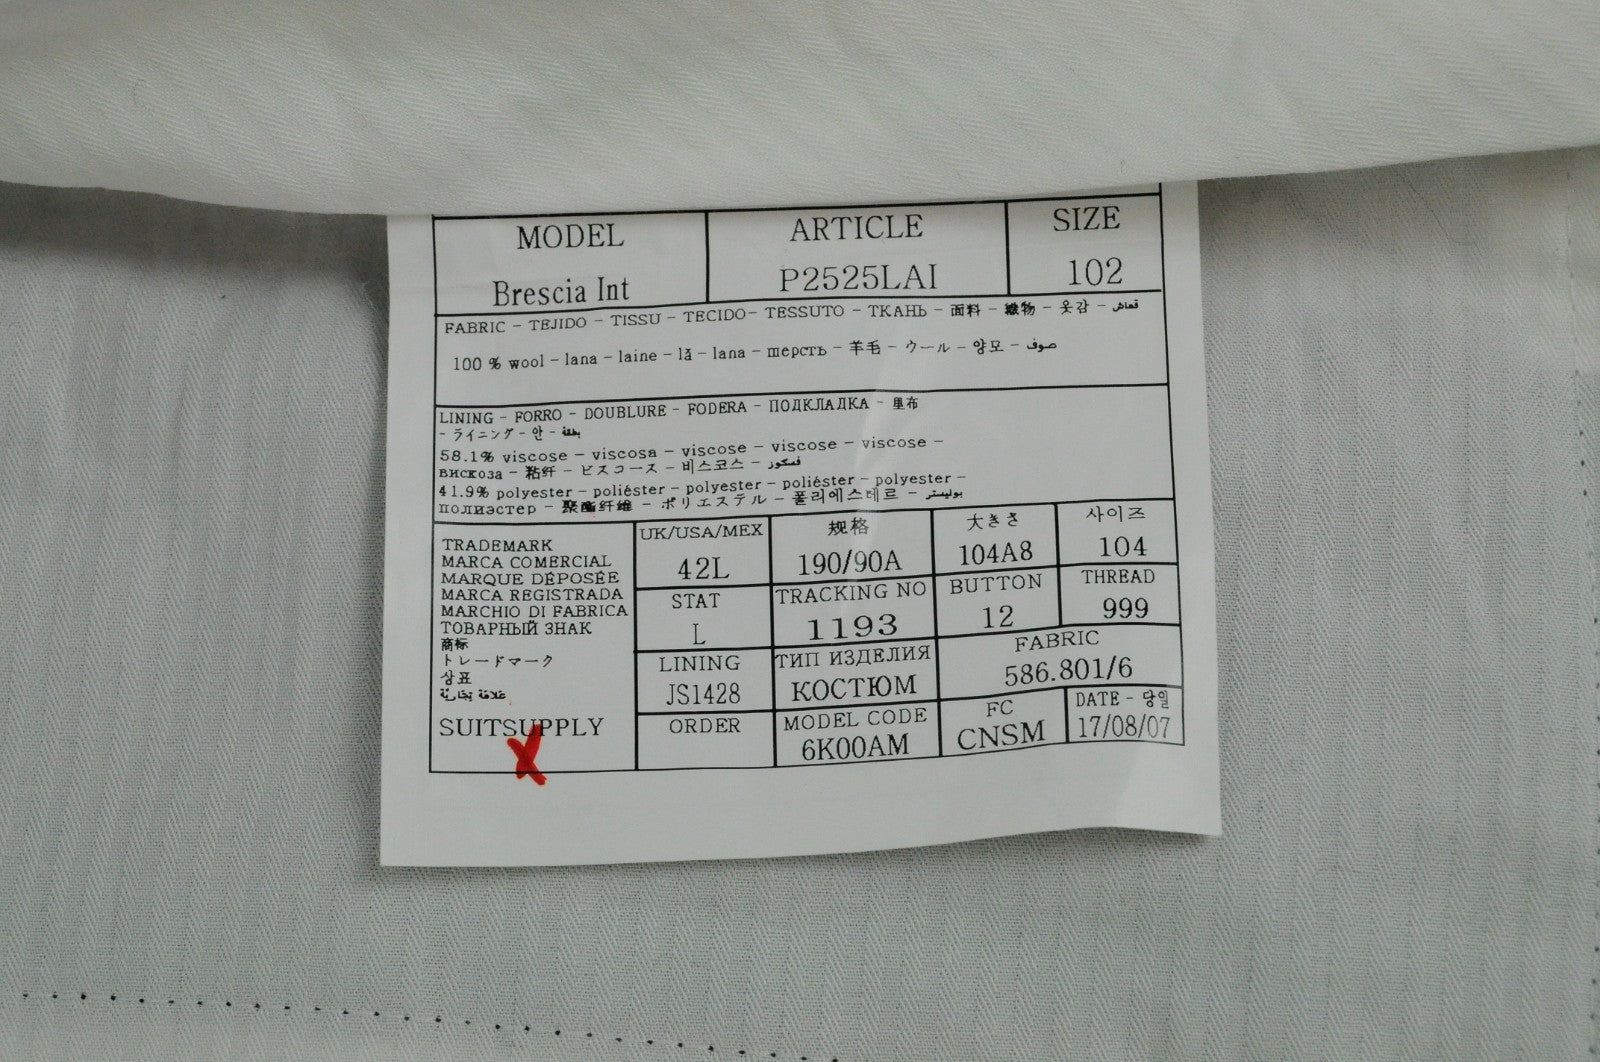 MODEL ARTICLE SIZE
Brescia Int P2525LAI 102
FABRIC - TEJIDO - TISSU - TECIDO- TESSUTO - ТКАНЬ - 面料 - 織物 - 옷감 - قماش
100 % wool - lana - laine - lã - lana - шерсть - 羊毛 - ウール - 양모 - صوف
LINING - FORRO - DOUBLURE - FODERA - ПОДКЛАДКА - 里布
- ライニング - 안 -
58.1% viscose - viscosa - viscose - viscose - viscose -
вискоза - 粘纤 - ビスコース - 비스코스 - فسكوز
41.9% polyester - poliéster - polyester - poliéster - polyester -
полиэстер - 聚酯纤维 - ポリエステル - 폴리에스테르 - بوليستر
TRADEMARK
MARCA COMERCIAL
MARQUE DÉPOSÉE
MARCA REGISTRADA
MARCHIO DI FABRICA
ТОВАРНЫЙ ЗНАК
商标
トレードマーク
상표
علامة تجارية
SUITSUPPLY
X
UK/USA/MEX 规格 大きさ 사이즈
42L 190/90A 104A8 104
STAT TRACKING NO BUTTON THREAD
L 1193 12 999
LINING ТИП ИЗДЕЛИЯ FABRIC
JS1428 КОСТЮМ 586.801/6
ORDER MODEL CODE FC DATE - 당일
6K00AM CNSM 17/08/07